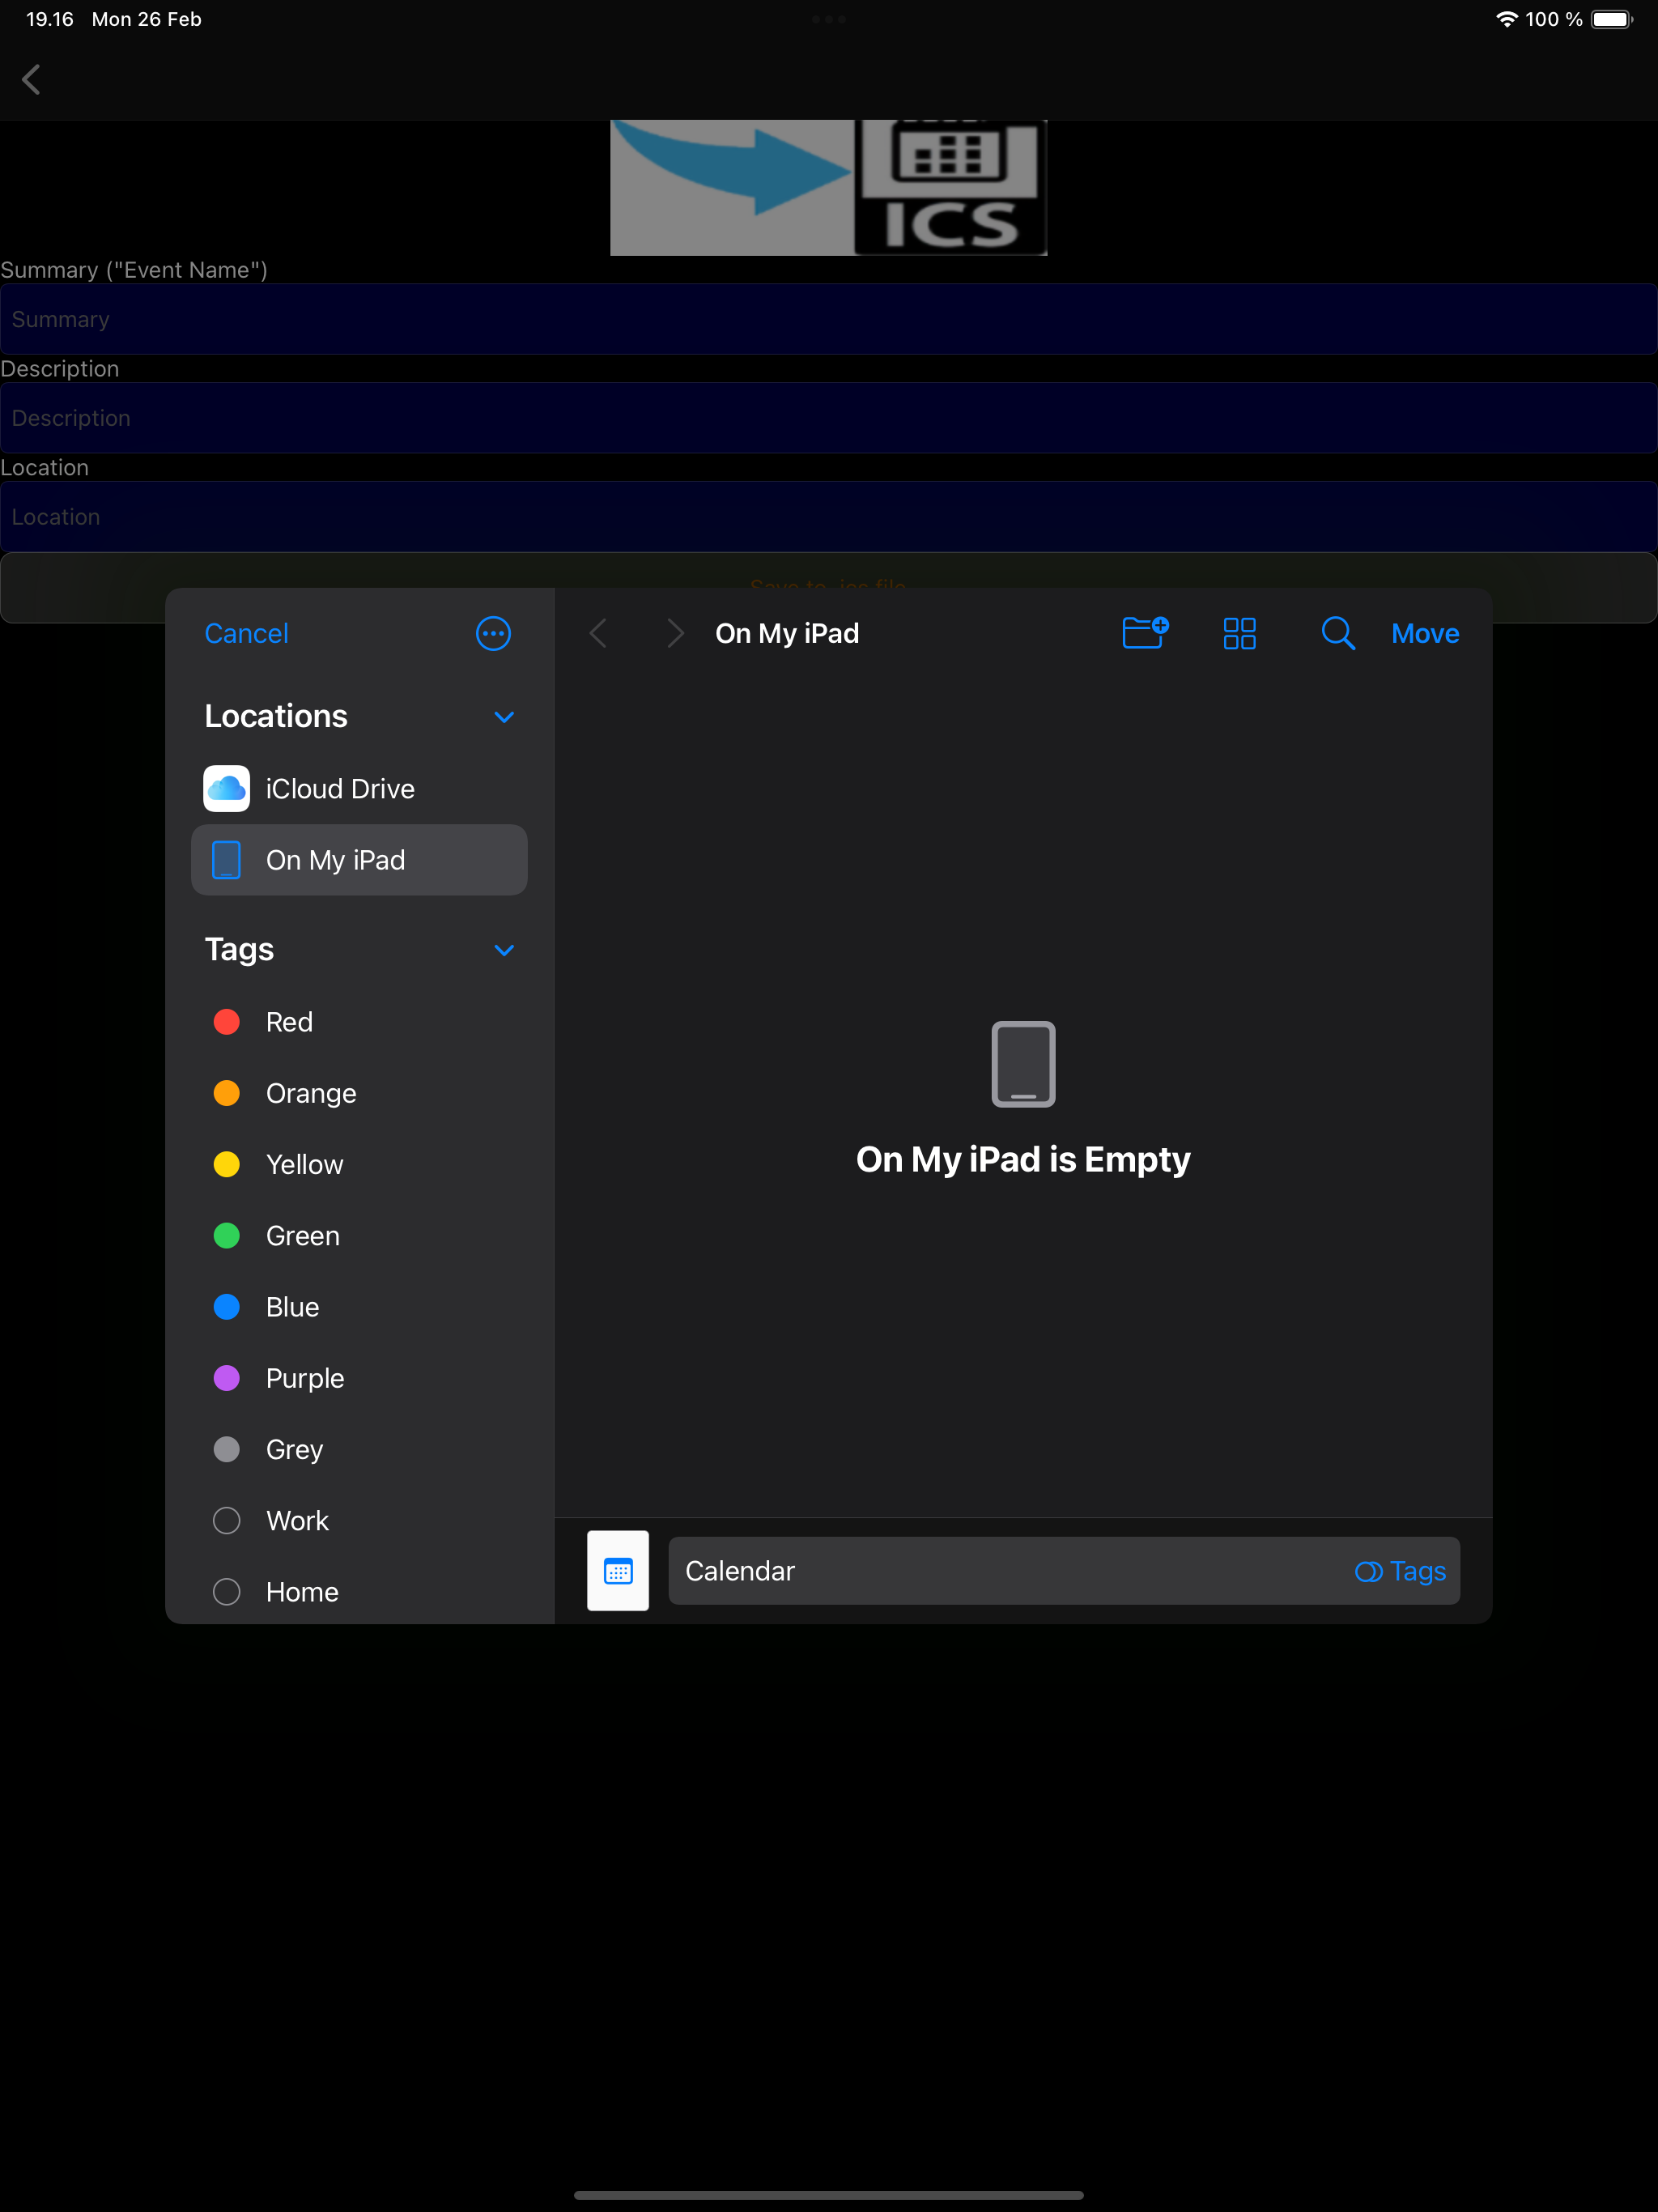 19.16 Mon 26 Feb
100 %
ICS
Summary ("Event Name")
Summary
Description
Description
Location
Location
Save to .ics file
Cancel
On My iPad
Move
Locations
iCloud Drive
On My iPad
Tags
Red
Orange
Yellow
Green
Blue
Purple
Grey
Work
Home
On My iPad is Empty
Calendar
Tags